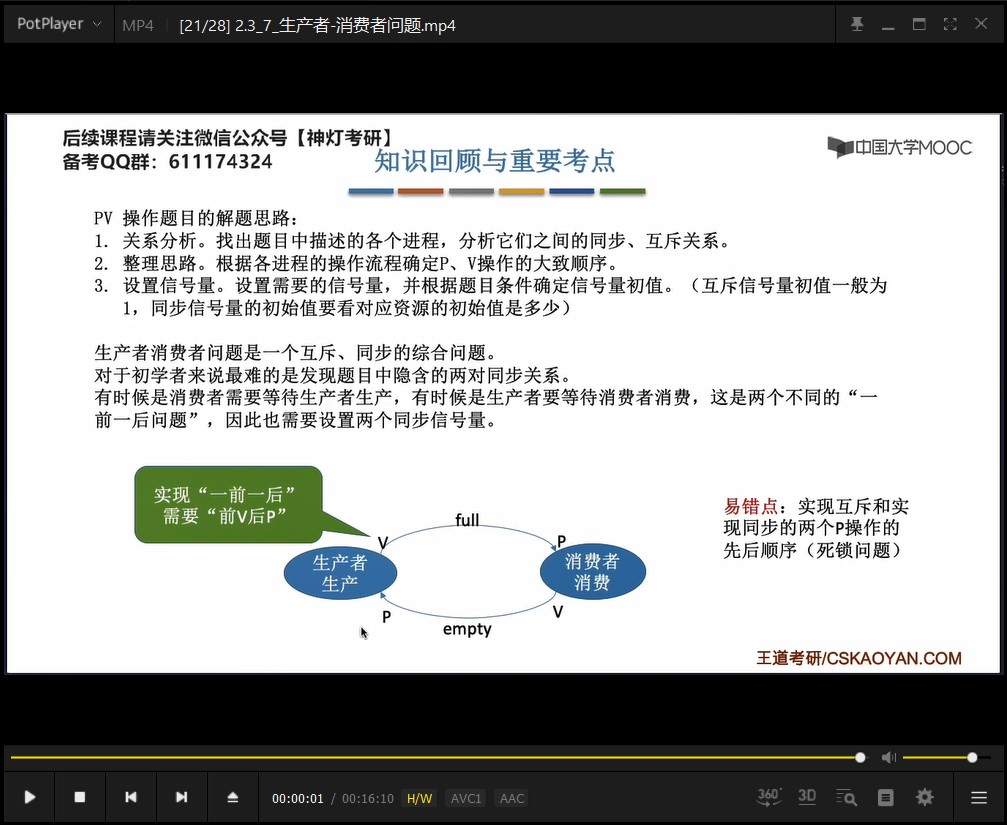 PotPlayer MP4 [21/28] 2.3_7_生产者-消费者问题.mp4
后续课程请关注微信公众号【神灯考研】
备考QQ群：611174324
知识回顾与重要考点
中国大学MOOC
PV 操作题目的解题思路：
1. 关系分析。找出题目中描述的各个进程，分析它们之间的同步、互斥关系。
2. 整理思路。根据各进程的操作流程确定P、V操作的大致顺序。
3. 设置信号量。设置需要的信号量，并根据题目条件确定信号量初值。（互斥信号量初值一般为
1，同步信号量的初始值要看对应资源的初始值是多少）
生产者消费者问题是一个互斥、同步的综合问题。
对于初学者来说最难的是发现题目中隐含的两对同步关系。
有时候是消费者需要等待生产者生产，有时候是生产者要等待消费者消费，这是两个不同的“一
前一后问题”，因此也需要设置两个同步信号量。
实现“一前一后”
需要“前V后P”
full
V
P
生产者
生产
消费者
消费
P
V
empty
易错点：实现互斥和实
现同步的两个P操作的
先后顺序（死锁问题）
王道考研/CSKAOYAN.COM
00:00:01 / 00:16:10 H/W AVC1 AAC
360° 3D